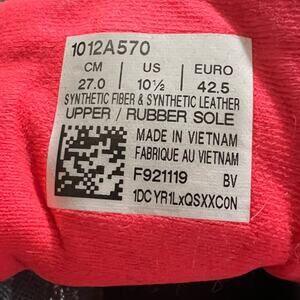 1012A570
CM | US | EURO
27.0 | 10½ | 42.5
SYNTHETIC FIBER & SYNTHETIC LEATHER
UPPER / RUBBER SOLE
MADE IN VIETNAM
FABRIQUE AU VIETNAM
F921119 BV
1DCYR1LxQSXXC0N